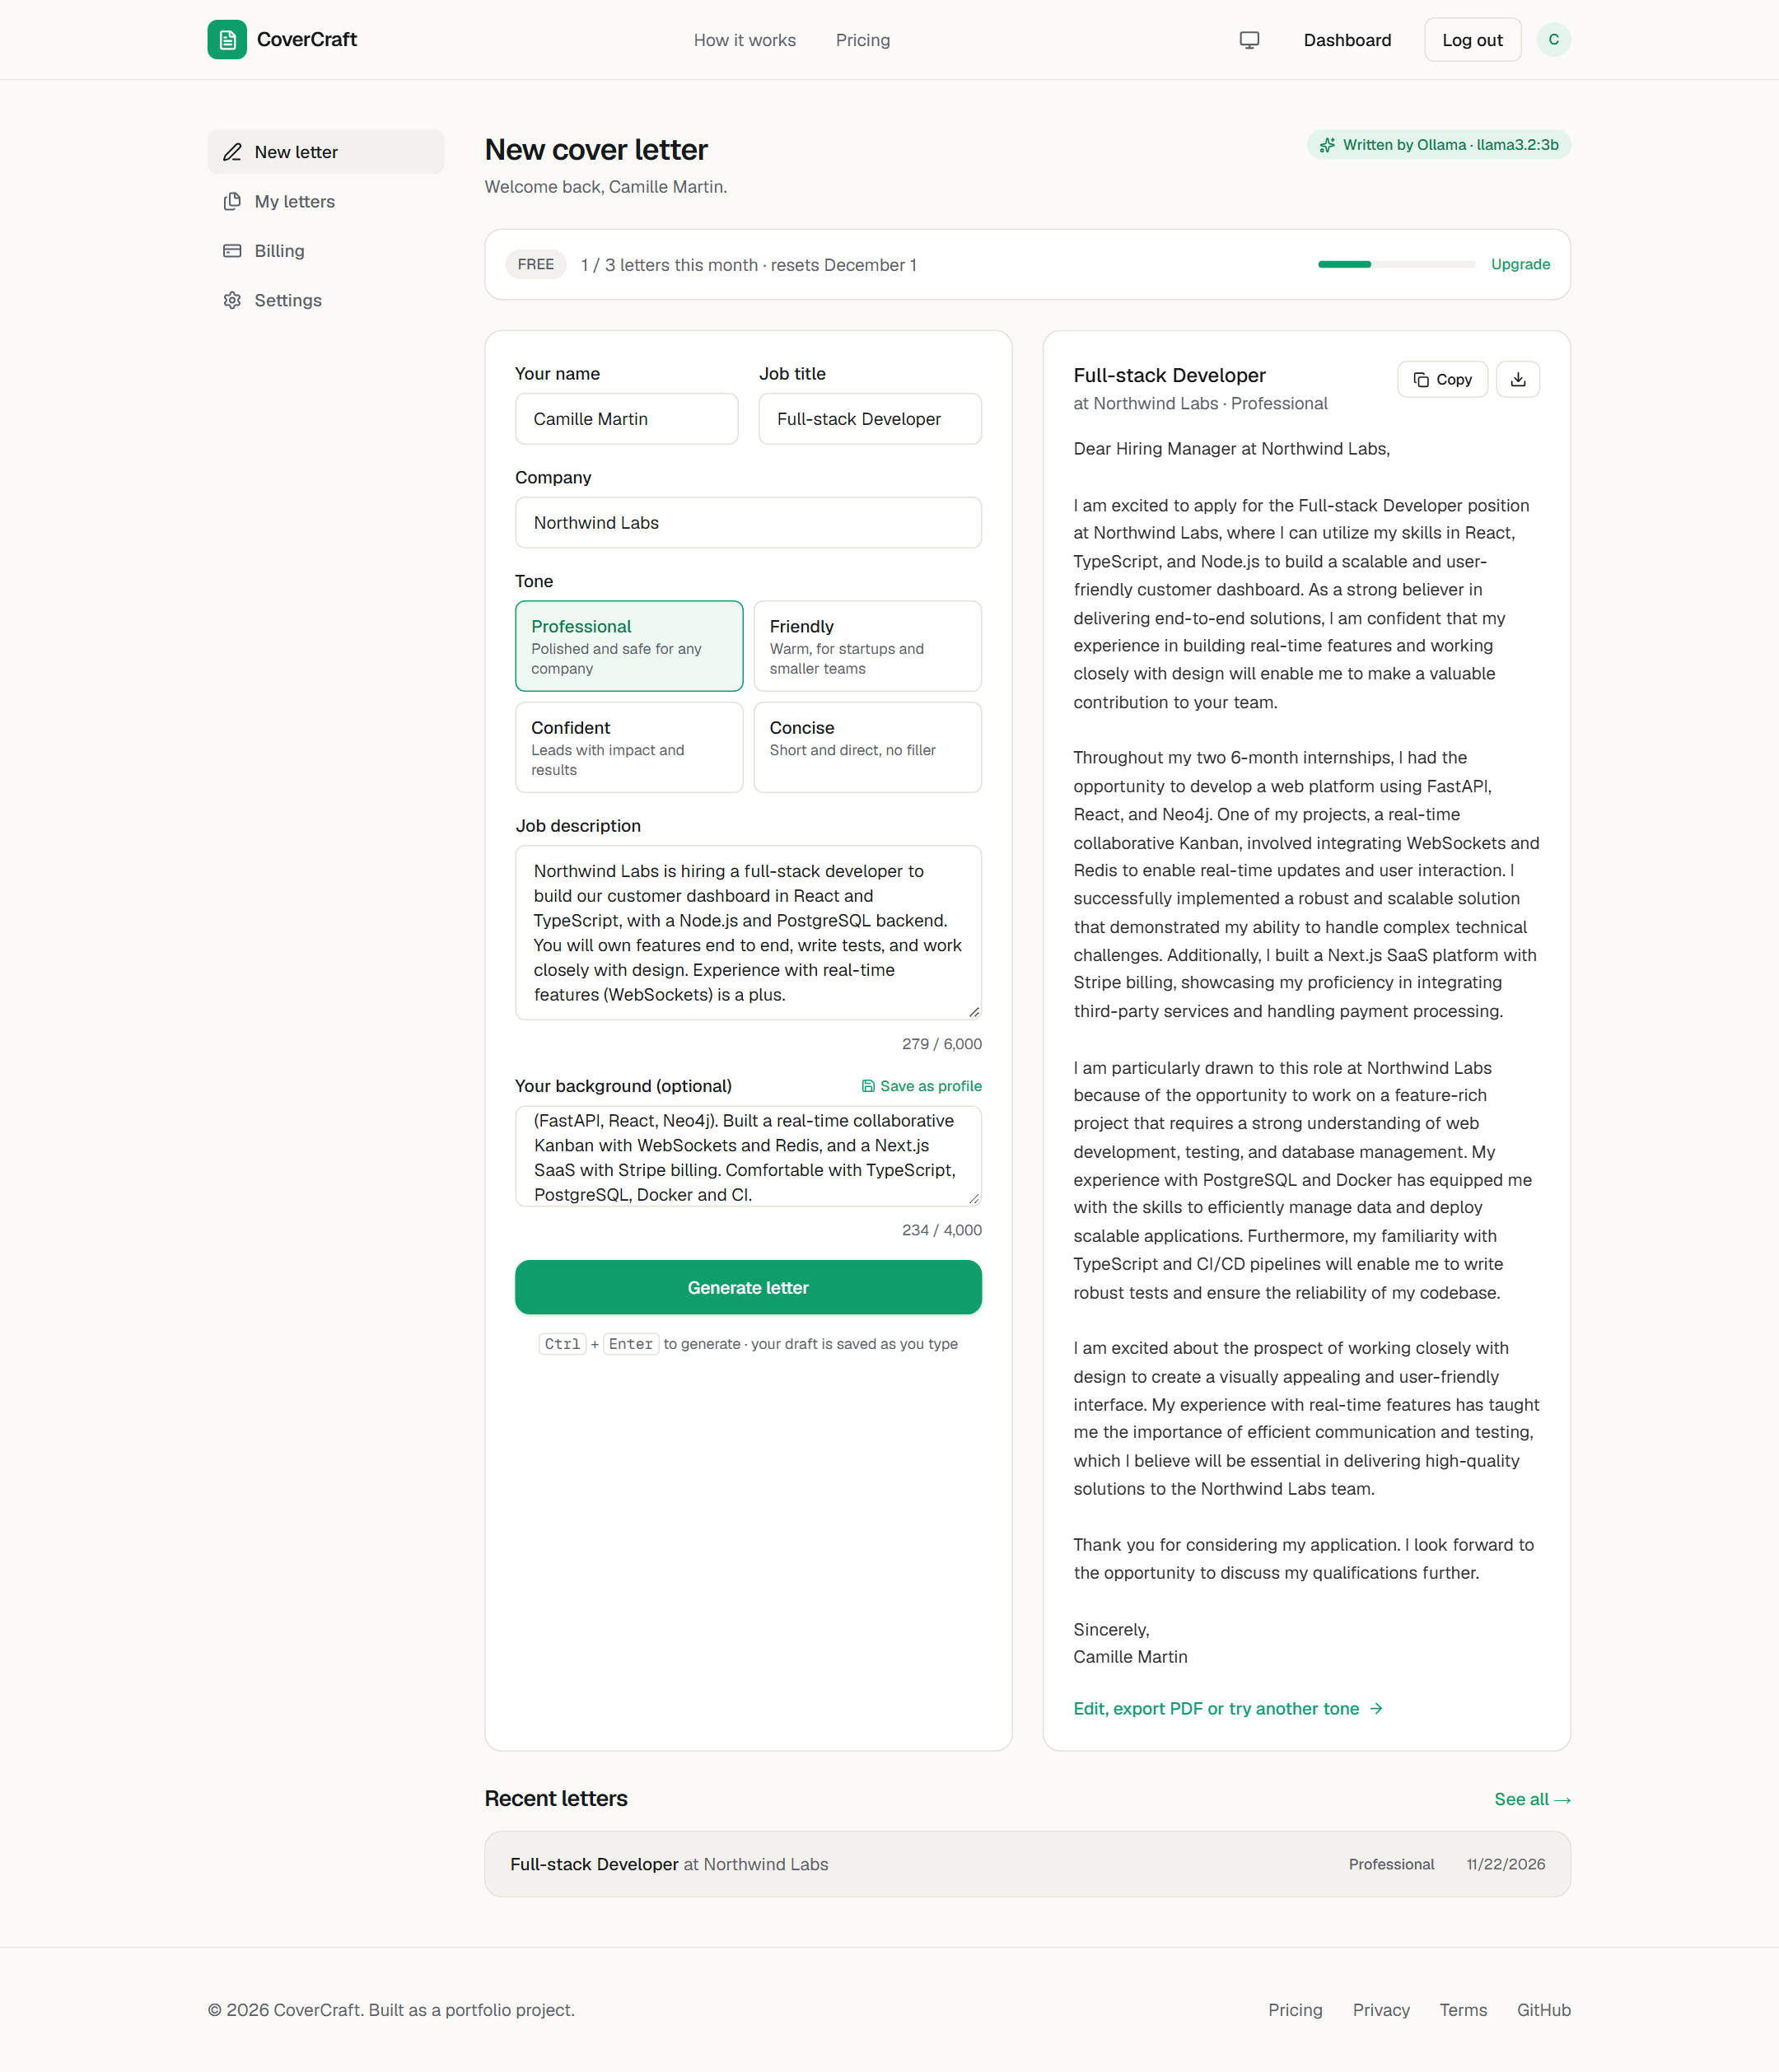 CoverCraft
How it works
Pricing
Dashboard
Log out
C
New letter
My letters
Billing
Settings
New cover letter
Welcome back, Camille Martin.
Written by Ollama · llama3.2:3b
FREE
1 / 3 letters this month · resets December 1
Upgrade
Your name
Job title
Camille Martin
Full-stack Developer
Company
Northwind Labs
Tone
Professional
Polished and safe for any
company
Friendly
Warm, for startups and
smaller teams
Confident
Leads with impact and
results
Concise
Short and direct, no filler
Job description
Northwind Labs is hiring a full-stack developer to
build our customer dashboard in React and
TypeScript, with a Node.js and PostgreSQL backend.
You will own features end to end, write tests, and work
closely with design. Experience with real-time
features (WebSockets) is a plus.
279 / 6,000
Your background (optional)
Save as profile
(FastAPI, React, Neo4j). Built a real-time collaborative
Kanban with WebSockets and Redis, and a Next.js
SaaS with Stripe billing. Comfortable with TypeScript,
PostgreSQL, Docker and CI.
234 / 4,000
Generate letter
Ctrl + Enter to generate · your draft is saved as you type
Full-stack Developer
at Northwind Labs · Professional
Copy
Dear Hiring Manager at Northwind Labs,
I am excited to apply for the Full-stack Developer position
at Northwind Labs, where I can utilize my skills in React,
TypeScript, and Node.js to build a scalable and user-
friendly customer dashboard. As a strong believer in
delivering end-to-end solutions, I am confident that my
experience in building real-time features and working
closely with design will enable me to make a valuable
contribution to your team.
Throughout my two 6-month internships, I had the
opportunity to develop a web platform using FastAPI,
React, and Neo4j. One of my projects, a real-time
collaborative Kanban, involved integrating WebSockets and
Redis to enable real-time updates and user interaction. I
successfully implemented a robust and scalable solution
that demonstrated my ability to handle complex technical
challenges. Additionally, I built a Next.js SaaS platform with
Stripe billing, showcasing my proficiency in integrating
third-party services and handling payment processing.
I am particularly drawn to this role at Northwind Labs
because of the opportunity to work on a feature-rich
project that requires a strong understanding of web
development, testing, and database management. My
experience with PostgreSQL and Docker has equipped me
with the skills to efficiently manage data and deploy
scalable applications. Furthermore, my familiarity with
TypeScript and CI/CD pipelines will enable me to write
robust tests and ensure the reliability of my codebase.
I am excited about the prospect of working closely with
design to create a visually appealing and user-friendly
interface. My experience with real-time features has taught
me the importance of efficient communication and testing,
which I believe will be essential in delivering high-quality
solutions to the Northwind Labs team.
Thank you for considering my application. I look forward to
the opportunity to discuss my qualifications further.
Sincerely,
Camille Martin
Edit, export PDF or try another tone →
Recent letters
See all →
Full-stack Developer at Northwind Labs
Professional
11/22/2026
© 2026 CoverCraft. Built as a portfolio project.
Pricing
Privacy
Terms
GitHub